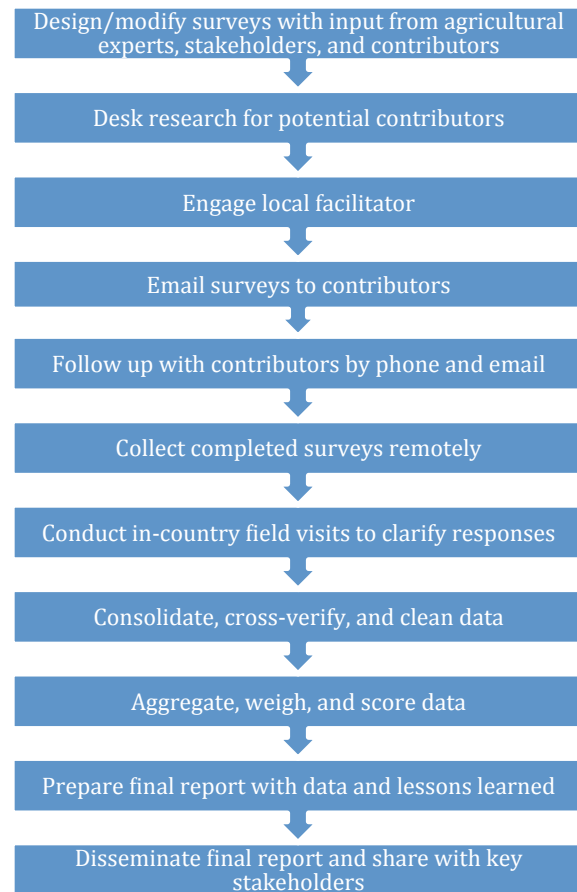 Design/modify surveys with input from agricultural
experts, stakeholders, and contributors
Desk research for potential contributors
Engage local facilitator
Email surveys to contributors
Follow up with contributors by phone and email
Collect completed surveys remotely
Conduct in-country field visits to clarify responses
Consolidate, cross-verify, and clean data
Aggregate, weigh, and score data
Prepare final report with data and lessons learned
Disseminate final report and share with key
stakeholders